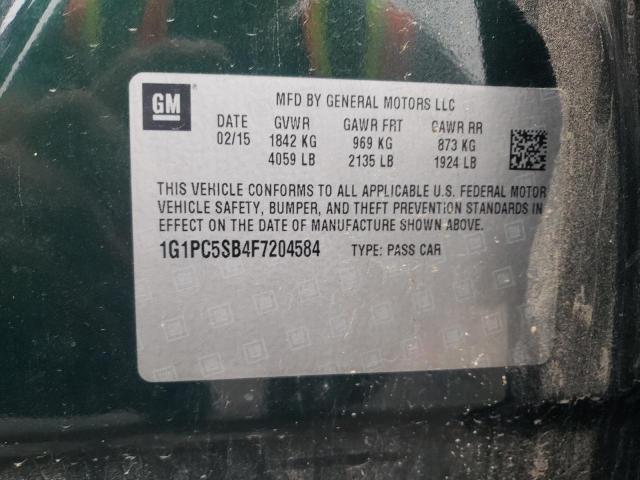 GM
MFD BY GENERAL MOTORS LLC
DATE GVWR GAWR FRT GAWR RR
02/15 1842 KG 969 KG 873 KG
4059 LB 2135 LB 1924 LB
THIS VEHICLE CONFORMS TO ALL APPLICABLE U.S. FEDERAL MOTOR
VEHICLE SAFETY, BUMPER, AND THEFT PREVENTION STANDARDS IN
EFFECT ON THE DATE OF MANUFACTURE SHOWN ABOVE.
1G1PC5SB4F7204584 TYPE: PASS CAR